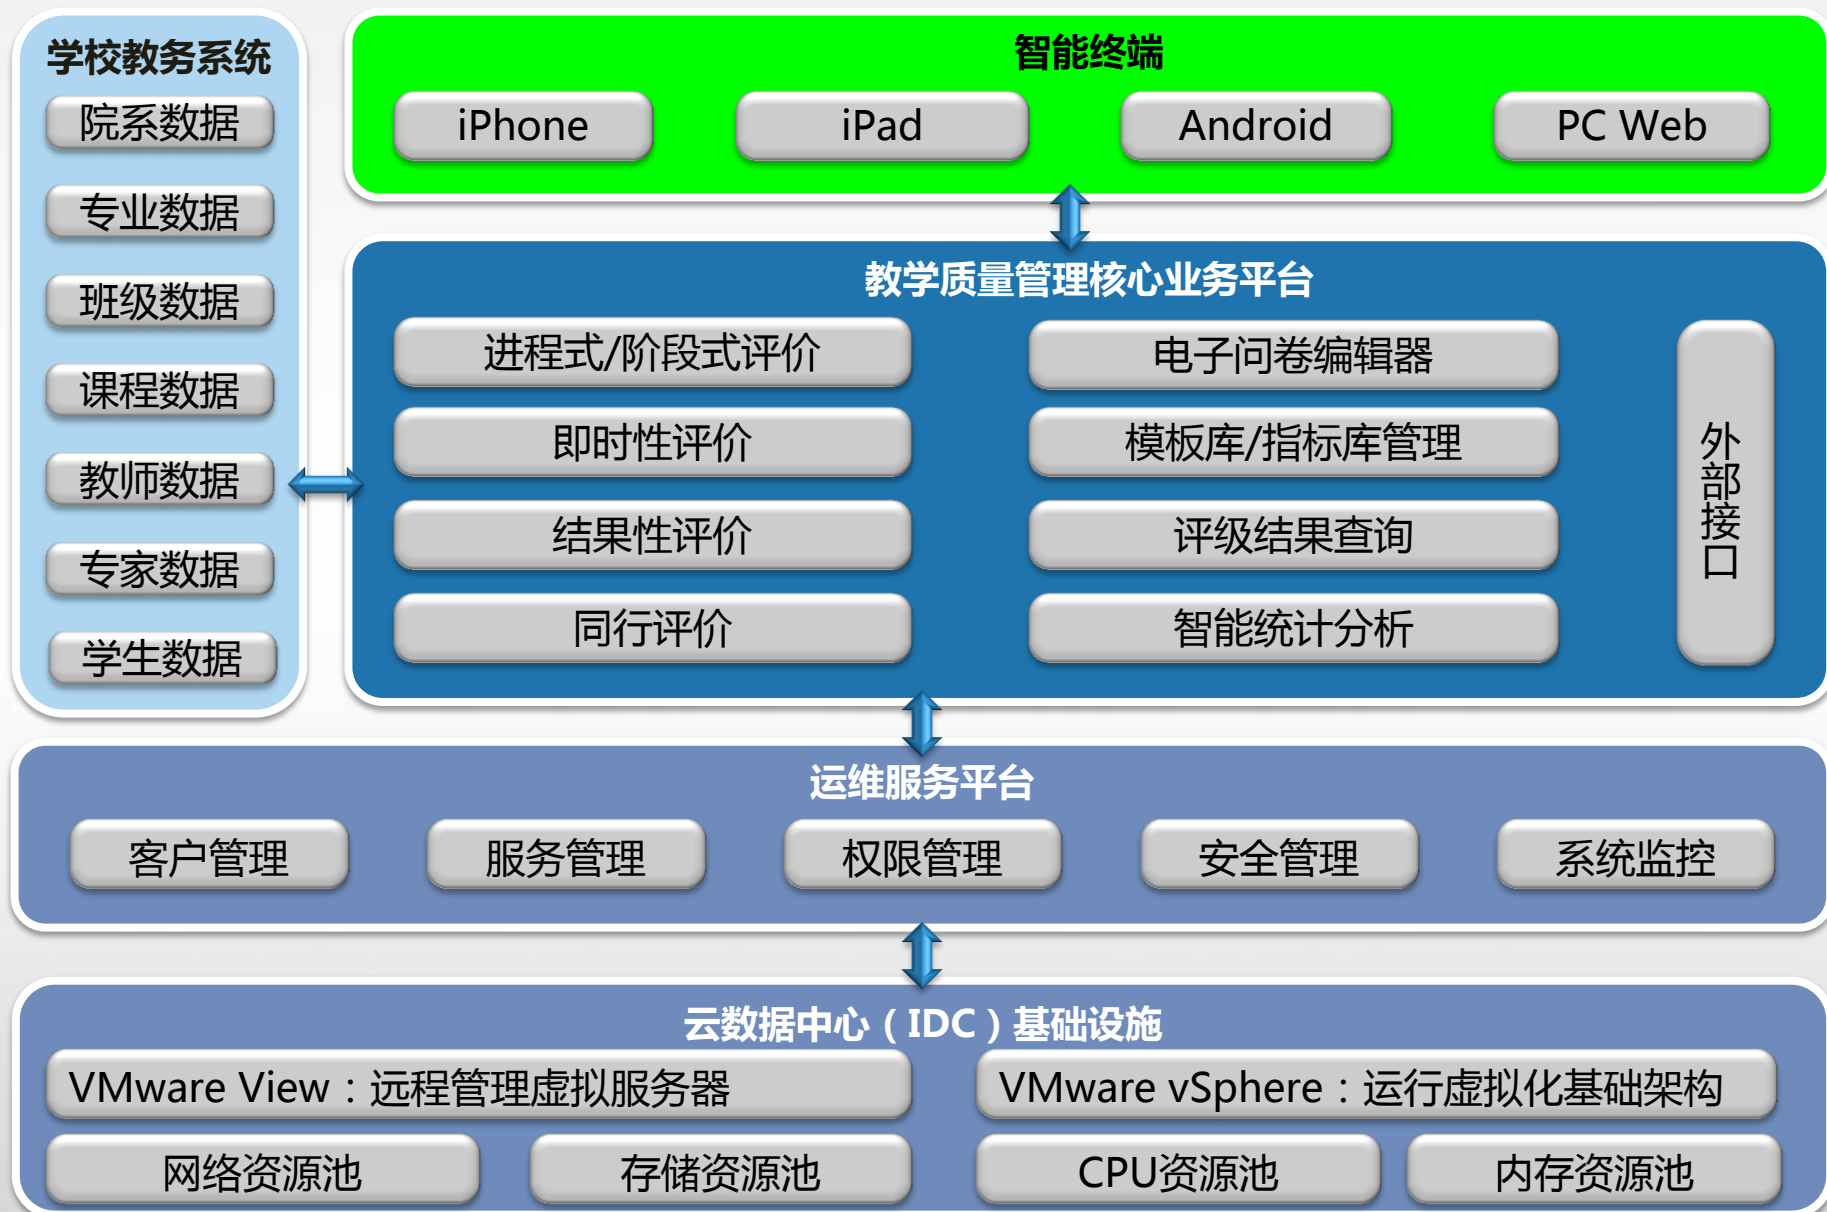 学校教务系统
院系数据
专业数据
班级数据
课程数据
教师数据
专家数据
学生数据
智能终端
iPhone
iPad
Android
PC Web
教学质量管理核心业务平台
进程式/阶段式评价
电子问卷编辑器
即时性评价
模板库/指标库管理
结果性评价
评级结果查询
同行评价
智能统计分析
外部接口
运维服务平台
客户管理
服务管理
权限管理
安全管理
系统监控
云数据中心（IDC）基础设施
VMware View：远程管理虚拟服务器
VMware vSphere：运行虚拟化基础架构
网络资源池
存储资源池
CPU资源池
内存资源池